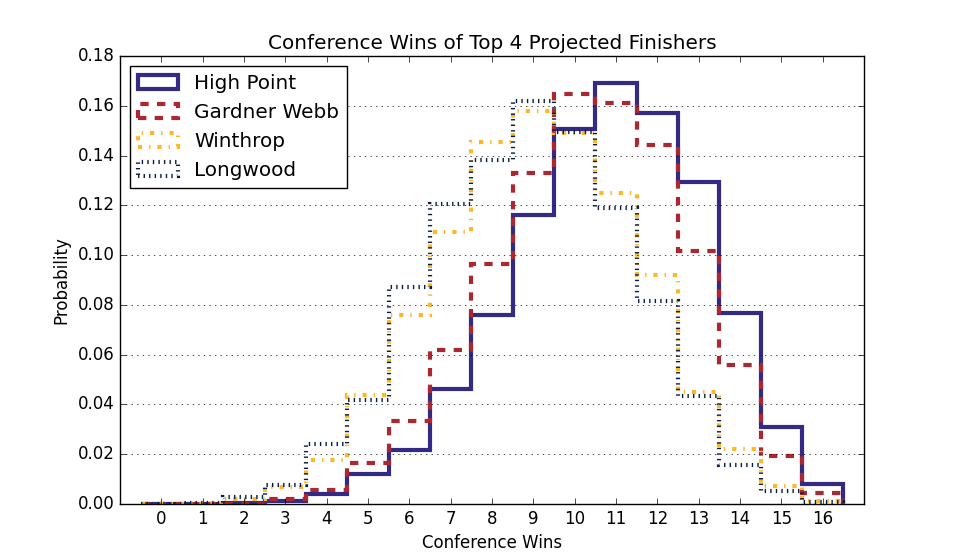 Conference Wins of Top 4 Projected Finishers
0.18
0.16
0.14
0.12
0.10
0.08
0.06
0.04
0.02
0.00
Probability
High Point
Gardner Webb
Winthrop
Longwood
0 1 2 3 4 5 6 7 8 9 10 11 12 13 14 15 16
Conference Wins